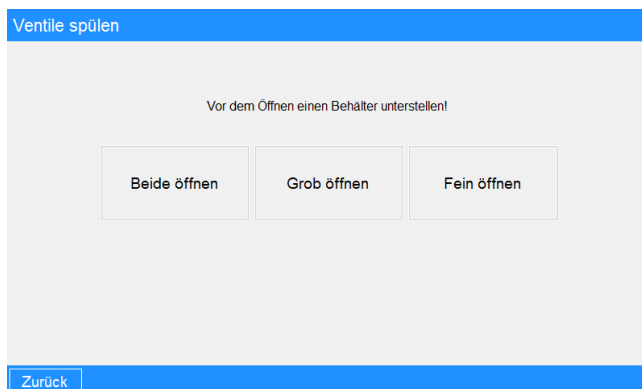 Ventile spülen
Vor dem Öffnen einen Behälter unterstellen!
Beide öffnen
Grob öffnen
Fein öffnen
Zurück